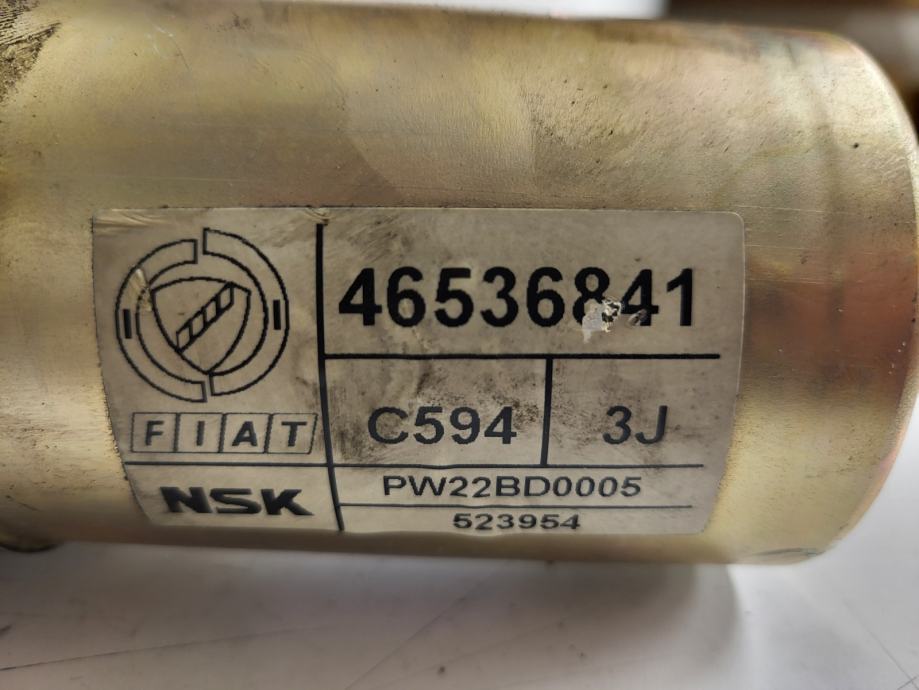 46536841
FIAT
C594 3J
NSK
PW22BD0005
523954